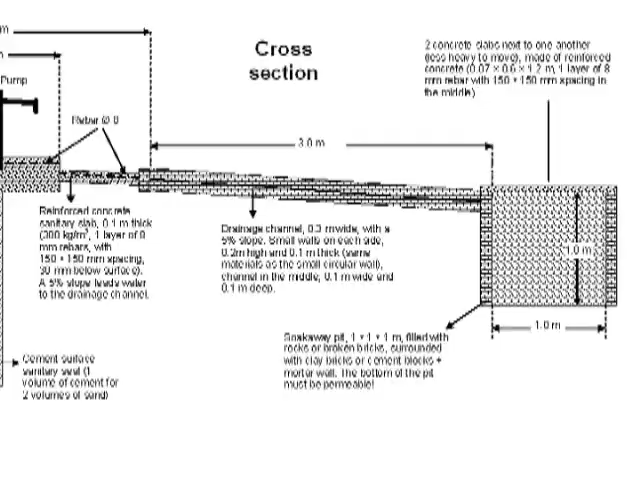 m
Cross
section
2 concrete slabs next to one another
(less heavy to move), made of reinforced
concrete (0.07 × 0.6 × 1.2 m, 1 layer of 8
mm rebar with 150 * 150 mm spacing in
the middle)
Pump
Rebar Ø 8
3.0 m
Reinforced concrete
sanitary slab, 0.1 m thick
(300 kg/m³, 1 layer of 8
mm rebars, with
150 * 150 mm spacing,
30 mm below surface).
A 5% slope leads water
to the drainage channel.
Drainage channel, 0.3 m wide, with a
5% slope. Small walls on each side,
0.2m high and 0.1 m thick (same
materials as the small circular wall),
channel in the middle; 0.1 m wide and
0.1 m deep.
1.0 m
1.0 m
Soakaway pit, 1 * 1 * 1 m, filled with
rocks or broken bricks, surrounded
with clay bricks or cement blocks +
mortar wall. The bottom of the pit
must be permeable!
Cement surface
sanitary seal (1
volume of cement for
2 volumes of sand)